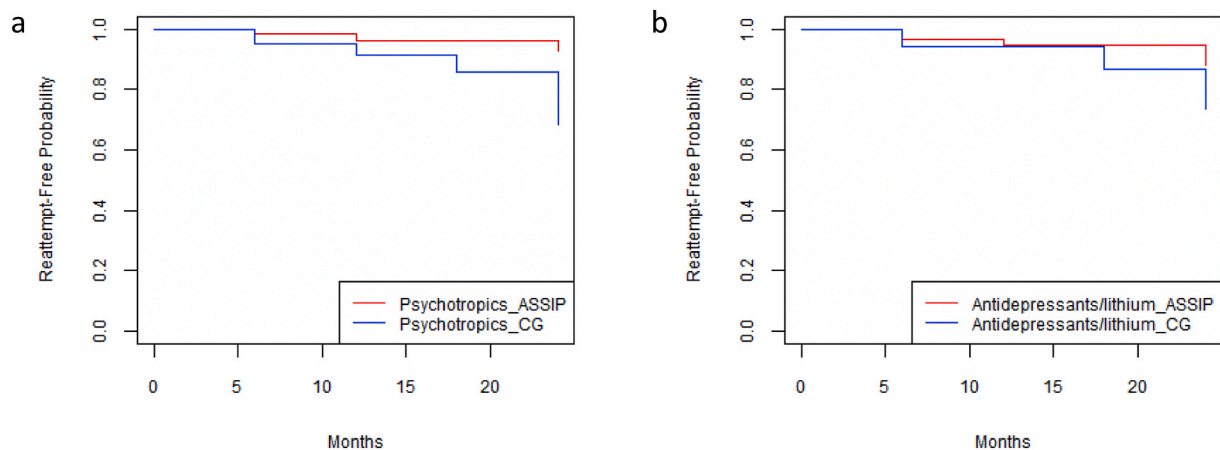 a
Reattempt-Free Probability
1.0
0.8
0.6
0.4
0.2
0.0
Psychotropics_ASSIP
Psychotropics_CG
0 5 10 15 20
Months
b
Reattempt-Free Probability
1.0
0.8
0.6
0.4
0.2
0.0
Antidepressants/lithium_ASSIP
Antidepressants/lithium_CG
0 5 10 15 20
Months